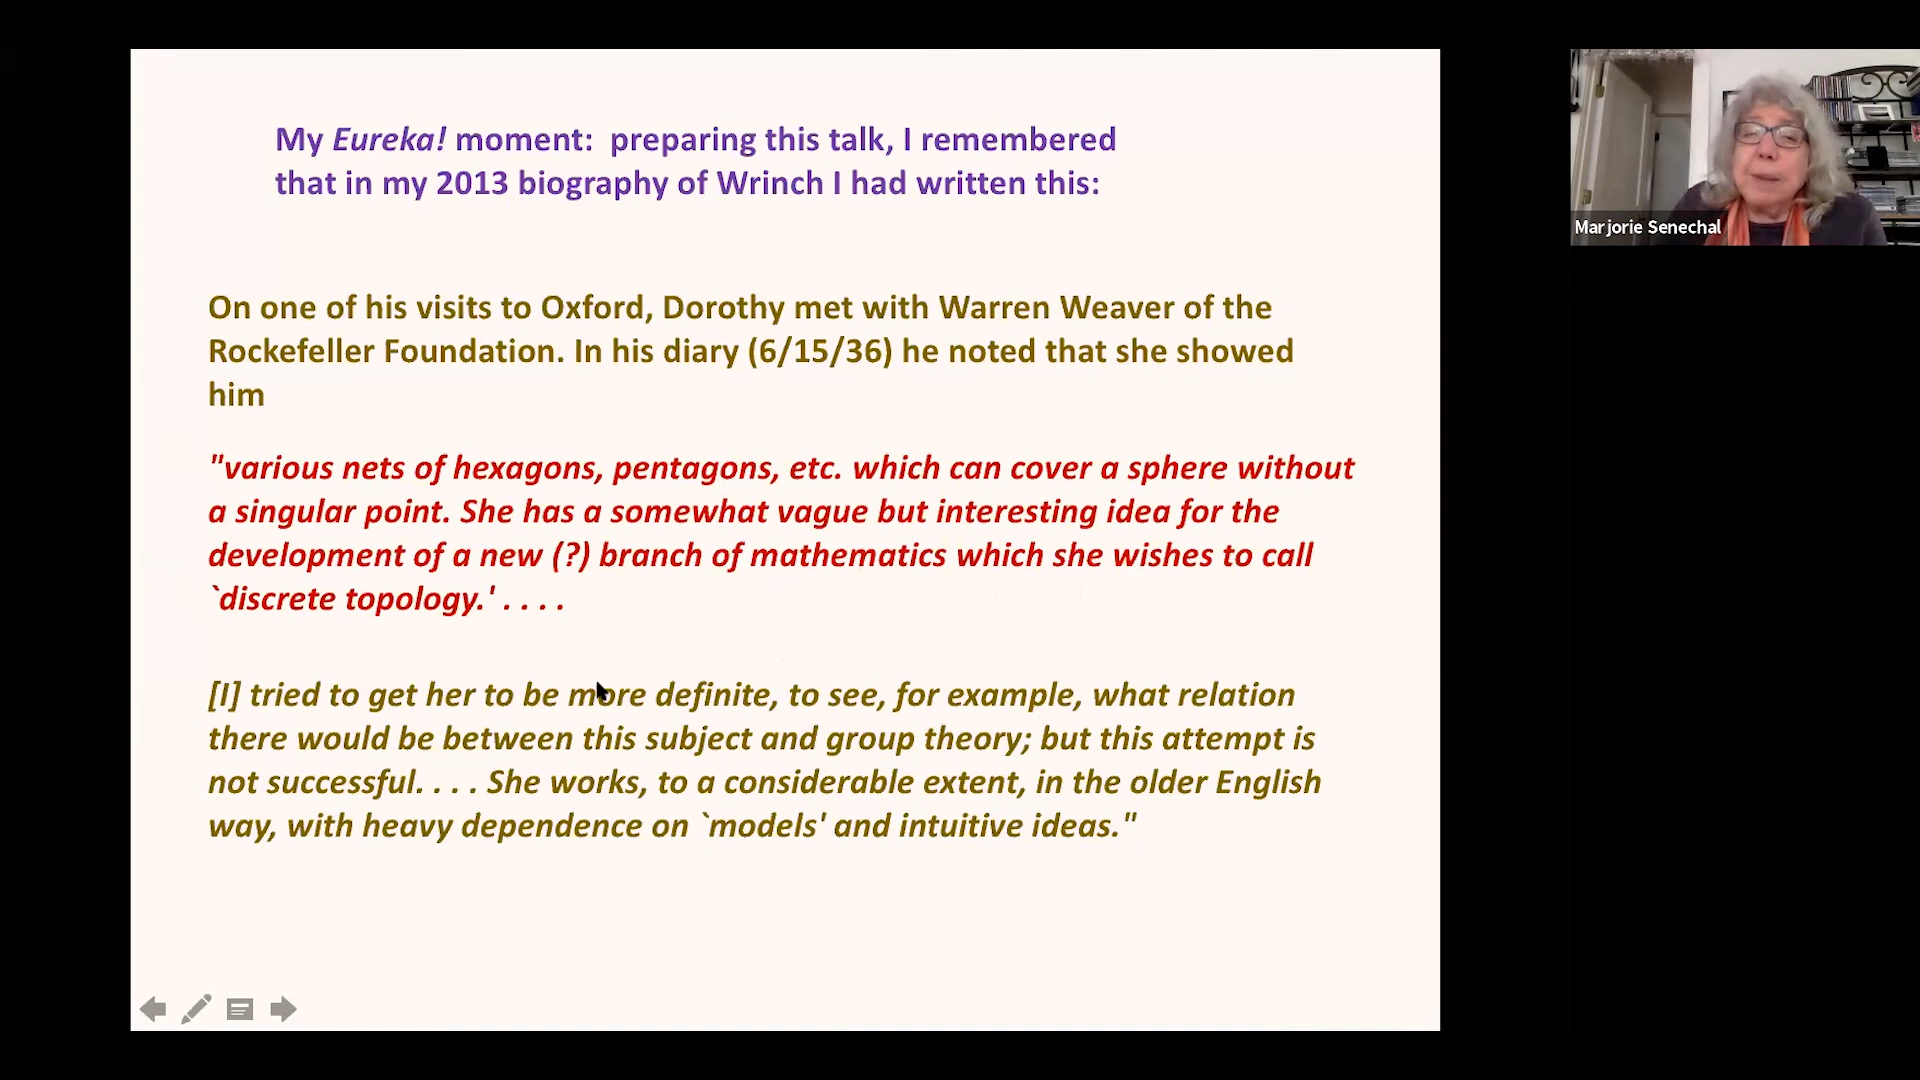 My Eureka! moment:  preparing this talk, I remembered
that in my 2013 biography of Wrinch I had written this:
On one of his visits to Oxford, Dorothy met with Warren Weaver of the
Rockefeller Foundation. In his diary (6/15/36) he noted that she showed
him
"various nets of hexagons, pentagons, etc. which can cover a sphere without
a singular point. She has a somewhat vague but interesting idea for the
development of a new (?) branch of mathematics which she wishes to call
`discrete topology.' . . . .
[I] tried to get her to be more definite, to see, for example, what relation
there would be between this subject and group theory; but this attempt is
not successful. . . . She works, to a considerable extent, in the older English
way, with heavy dependence on `models' and intuitive ideas."
Marjorie Senechal